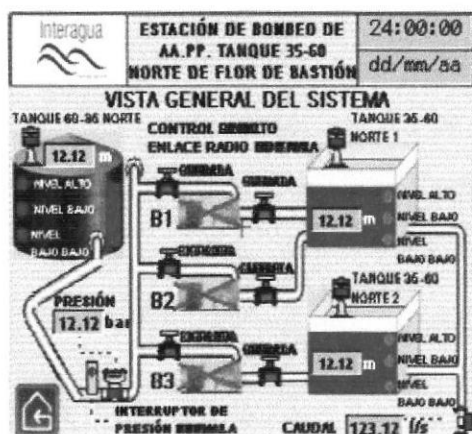 Interagua
ESTACIÓN DE BOMBEO DE
AA.PP. TANQUE 35-60
NORTE DE FLOR DE BASTIÓN
24:00:00
dd/mm/aa
VISTA GENERAL DEL SISTEMA
TANQUE 60-85 NORTE
12.12 m
NIVEL ALTO
NIVEL BAJO
NIVEL
BAJO BAJO
CONTROL
ENLACE RADIO
TANQUE 35-60
NORTE 1
12.12 m
NIVEL ALTO
NIVEL BAJO
NIVEL
BAJO BAJO
B1
B2
B3
PRESIÓN
12.12 bar
TANQUE 35-60
NORTE 2
12.12 m
NIVEL ALTO
NIVEL BAJO
NIVEL
BAJO BAJO
INTERRUPTOR DE
PRESIÓN
CAUDAL 123.12 l/s